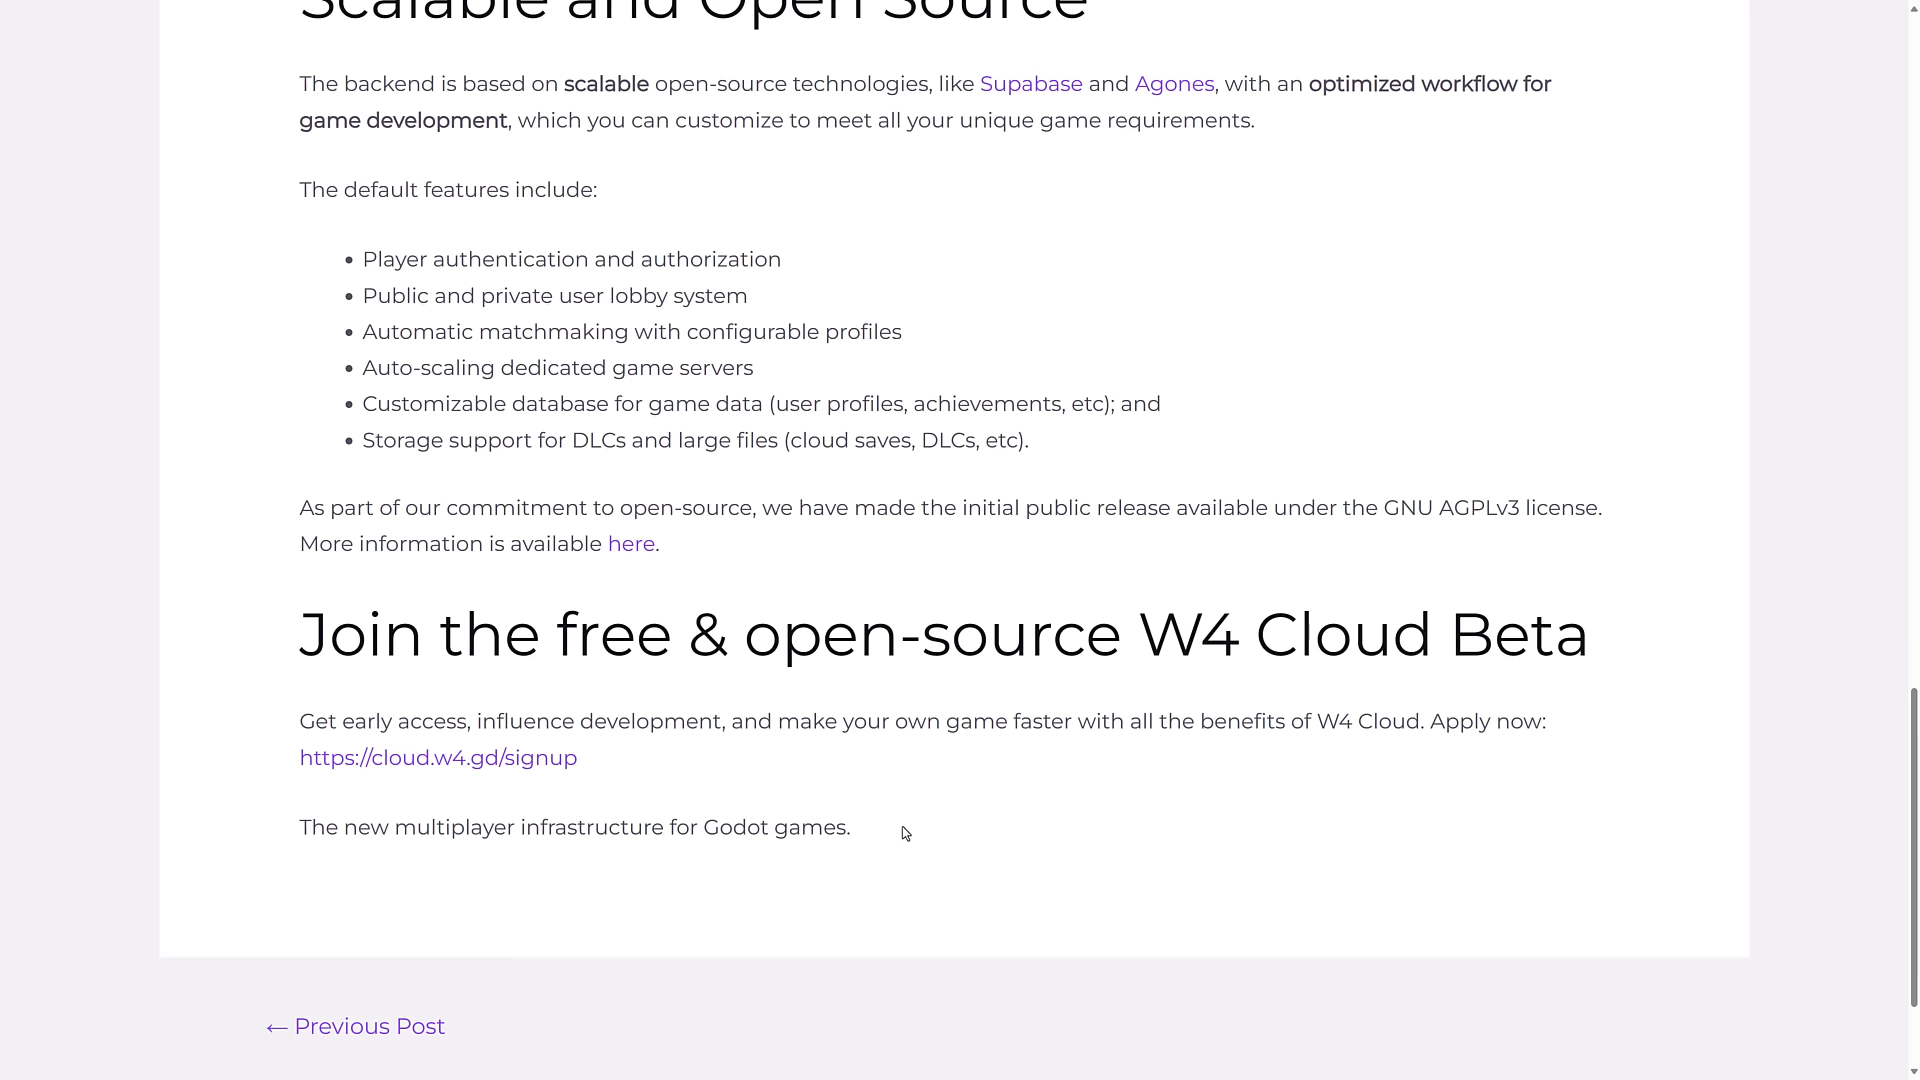 Scalable and Open Source
The backend is based on scalable open-source technologies, like Supabase and Agones, with an optimized workflow for
game development, which you can customize to meet all your unique game requirements.
The default features include:
• Player authentication and authorization
• Public and private user lobby system
• Automatic matchmaking with configurable profiles
• Auto-scaling dedicated game servers
• Customizable database for game data (user profiles, achievements, etc); and
• Storage support for DLCs and large files (cloud saves, DLCs, etc).
As part of our commitment to open-source, we have made the initial public release available under the GNU AGPLv3 license.
More information is available here.
Join the free & open-source W4 Cloud Beta
Get early access, influence development, and make your own game faster with all the benefits of W4 Cloud. Apply now:
https://cloud.w4.gd/signup
The new multiplayer infrastructure for Godot games.
← Previous Post